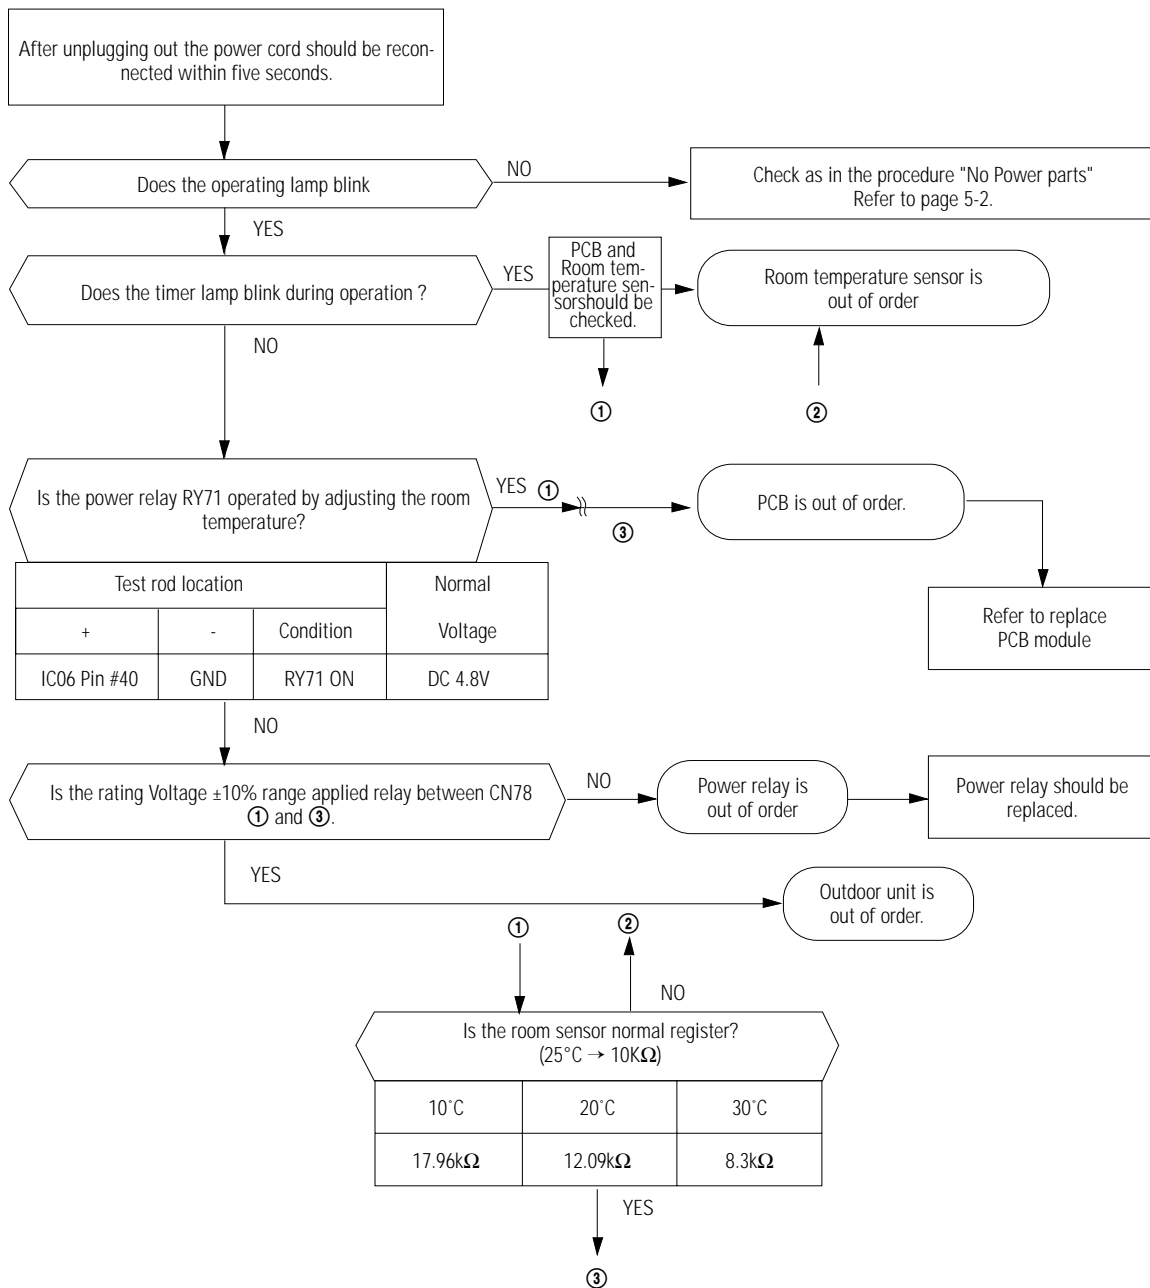 After unplugging out the power cord should be recon-
nected within five seconds.
Does the operating lamp blink
NO
Check as in the procedure "No Power parts"
Refer to page 5-2.
YES
Does the timer lamp blink during operation ?
YES
PCB and
Room tem-
perature sen-
sorshould be
checked.
Room temperature sensor is
out of order
NO
①
②
Is the power relay RY71 operated by adjusting the room
temperature?
YES
①
③
PCB is out of order.
Refer to replace
PCB module
Test rod location
Normal
Voltage
+
-
Condition
IC06 Pin #40
GND
RY71 ON
DC 4.8V
NO
Is the rating Voltage ±10% range applied relay between CN78
① and ③.
NO
Power relay is
out of order
Power relay should be
replaced.
YES
Outdoor unit is
out of order.
①
②
NO
Is the room sensor normal register?
(25°C → 10KΩ)
10˚C
20˚C
30˚C
17.96kΩ
12.09kΩ
8.3kΩ
YES
③